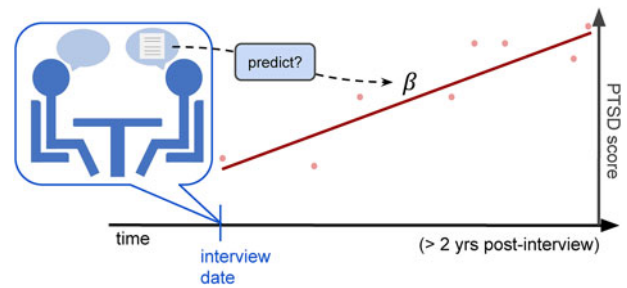 predict?
β
PTSD score
time
(> 2 yrs post-interview)
interview
date